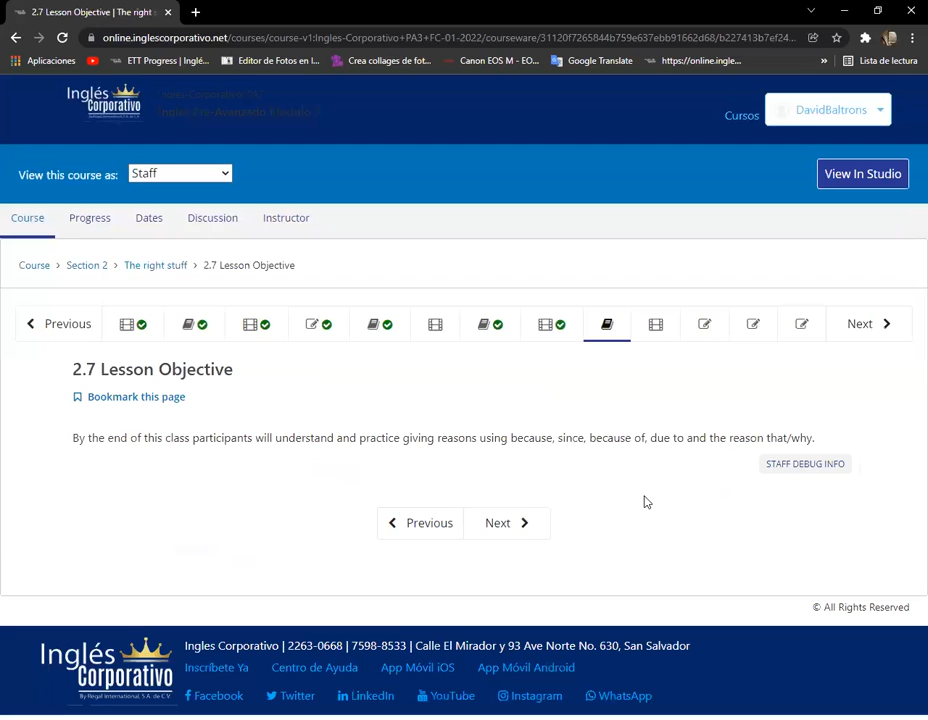 2.7 Lesson Objective | The right
online.inglescorporativo.net/courses/course-v1:Ingles-Corporativo+PA3+FC-01-2022/courseware/31120f7265844b759e637ebb91662d68/b227413b7ef24...
Aplicaciones
ETT Progress | Inglé...
Editor de Fotos en l...
Crea collages de fot...
Canon EOS M - EO...
Google Translate
https://online.ingle...
»
Lista de lectura
Inglés Corporativo
Cursos
DavidBaltrons
View this course as: Staff
View In Studio
Course Progress Dates Discussion Instructor
Course > Section 2 > The right stuff > 2.7 Lesson Objective
Previous
Next
2.7 Lesson Objective
Bookmark this page
By the end of this class participants will understand and practice giving reasons using because, since, because of, due to and the reason that/why.
STAFF DEBUG INFO
Previous Next
© All Rights Reserved
Inglés Corporativo
By Regal International, S.A. de C.V.
Ingles Corporativo | 2263-0668 | 7598-8533 | Calle El Mirador y 93 Ave Norte No. 630, San Salvador
Inscríbete Ya Centro de Ayuda App Móvil iOS App Móvil Android
Facebook Twitter LinkedIn YouTube Instagram WhatsApp